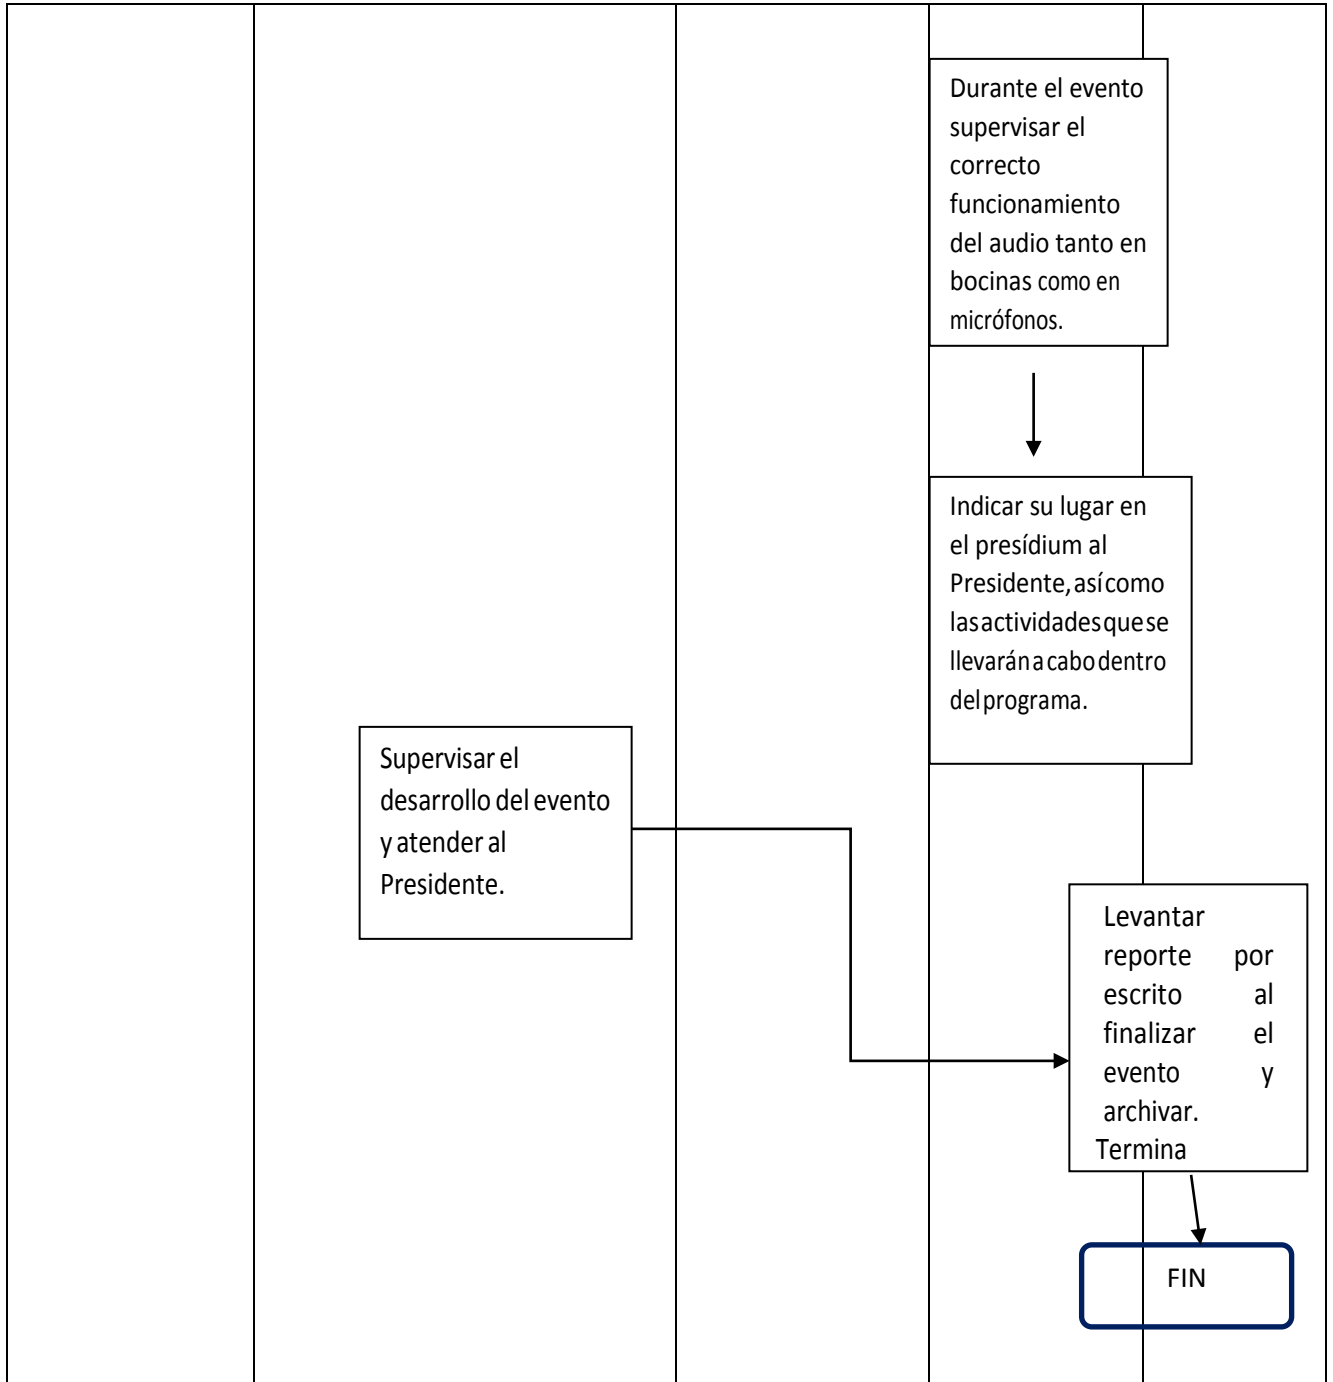 Durante el evento
supervisar el
correcto
funcionamiento
del audio tanto en
bocinas como en
micrófonos.
Indicar su lugar en
el presídium al
Presidente, así como
las actividades que se
llevarán a cabo dentro
del programa.
Supervisar el
desarrollo del evento
y atender al
Presidente.
Levantar
reporte por
escrito al
finalizar el
evento y
archivar.
Termina
FIN